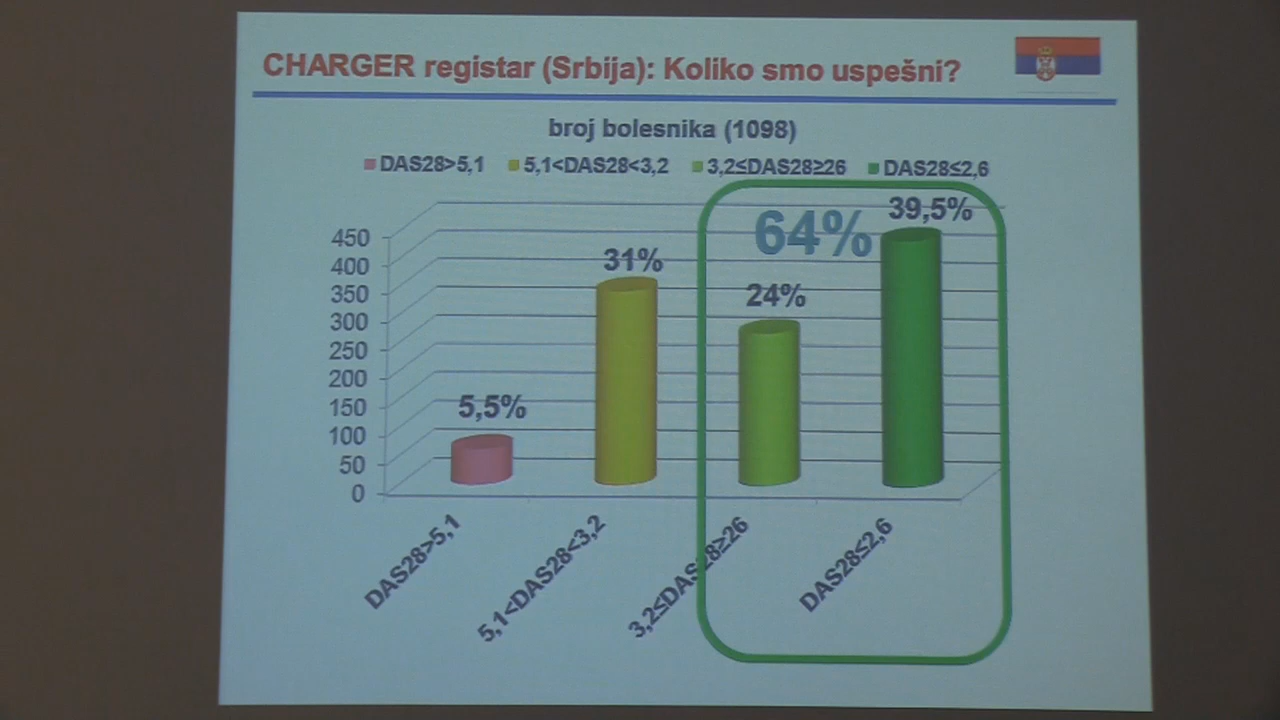 CHARGER registar (Srbija): Koliko smo uspešni?
broj bolesnika (1098)
DAS28>5,1 5,1<DAS28<3,2 3,2≤DAS28≥26 DAS28≤2,6
450
400
350
300
250
200
150
100
50
0
5,5%
31%
24%
39,5%
64%
DAS28>5,1
5,1<DAS28<3,2
3,2≤DAS28≥26
DAS28≤2,6